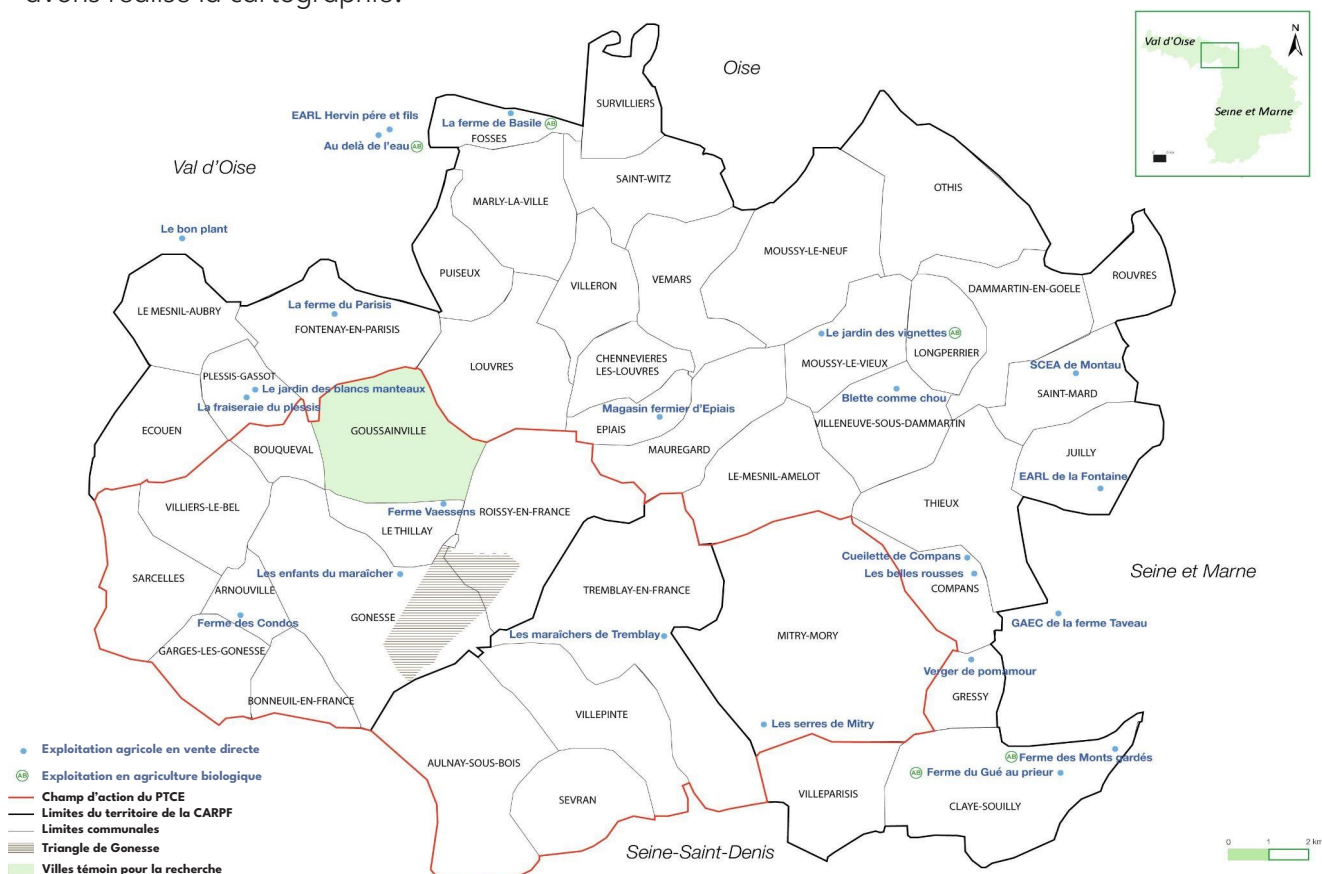 avons réalisé la cartographie.
Oise
N
Val d'Oise
Seine et Marne
SURVILLIERS
EARL Hervin pére et fils
La ferme de Basile AB
FOSSES
Au delà de l'eau AB
Val d'Oise
SAINT-WITZ
OTHIS
MARLY-LA-VILLE
Le bon plant
MOUSSY-LE-NEUF
PUISEUX
VILLERON
VEMARS
ROUVRES
DAMMARTIN-EN-GOELE
La ferme du Parisis
LE MESNIL-AUBRY
FONTENAY-EN-PARISIS
Le jardin des vignettes AB
LONGPERRIER
CHENNEVIERES
LES-LOUVRES
LOUVRES
MOUSSY-LE-VIEUX
SCEA de Montau
PLESSIS-GASSOT
Le jardin des blancs manteaux
SAINT-MARD
Blette comme chou
La fraiseraie du plessis
Magasin fermier d'Epiais
VILLENEUVE-SOUS-DAMMARTIN
ECOUEN
GOUSSAINVILLE
EPIAIS
BOUQUEVAL
MAUREGARD
JUILLY
LE-MESNIL-AMELOT
EARL de la Fontaine
VILLIERS-LE-BEL
Ferme Vaessens
ROISSY-EN-FRANCE
THIEUX
LE THILLAY
Cueilette de Compans
SARCELLES
Les enfants du maraîcher
Les belles rousses
Seine et Marne
ARNOUVILLE
TREMBLAY-EN-FRANCE
COMPANS
GONESSE
Ferme des Condos
GAEC de la ferme Taveau
Les maraîchers de Tremblay
MITRY-MORY
GARGES-LES-GONESSE
Verger de pomamour
BONNEUIL-EN-FRANCE
GRESSY
VILLEPINTE
Les serres de Mitry
Exploitation agricole en vente directe
AB Ferme des Monts gardés
AULNAY-SOUS-BOIS
AB Ferme du Gué au prieur
AB Exploitation en agriculture biologique
VILLEPARISIS
SEVRAN
CLAYE-SOUILLY
Champ d'action du PTCE
Limites du territoire de la CARPF
Limites communales
Triangle de Gonesse
Seine-Saint-Denis
0 1 2 km
Villes témoin pour la recherche